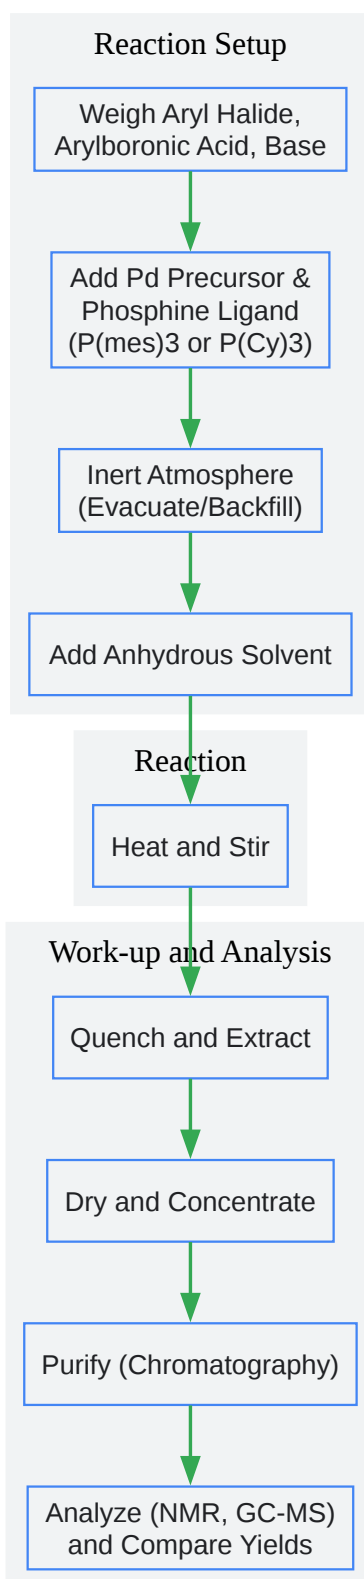 Reaction Setup
Weigh Aryl Halide,
Arylboronic Acid, Base
Add Pd Precursor &
Phosphine Ligand
(P(mes)3 or P(Cy)3)
Inert Atmosphere
(Evacuate/Backfill)
Add Anhydrous Solvent
Reaction
Heat and Stir
Work-up and Analysis
Quench and Extract
Dry and Concentrate
Purify (Chromatography)
Analyze (NMR, GC-MS)
and Compare Yields